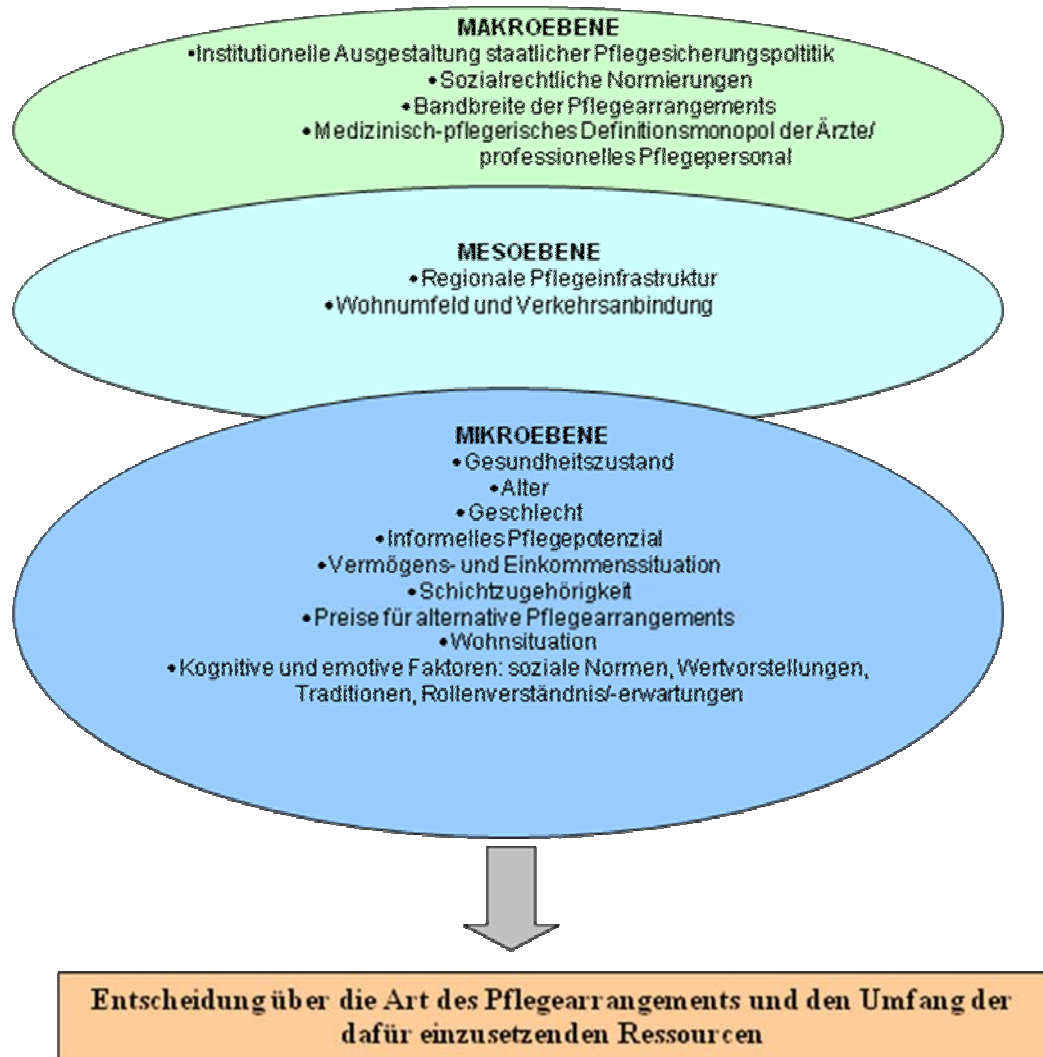 MAKROEBENE
•Institutionelle Ausgestaltung staatlicher Pflegesicherungspoltitik
•Sozialrechtliche Normierungen
•Bandbreite der Pflegearrangements
•Medizinisch-pflegerisches Definitionsmonopol der Ärzte/
professionelles Pflegepersonal
MESOEBENE
•Regionale Pflegeinfrastruktur
•Wohnumfeld und Verkehrsanbindung
MIKROEBENE
•Gesundheitszustand
•Alter
•Geschlecht
•Informelles Pflegepotenzial
•Vermögens- und Einkommenssituation
•Schichtzugehörigkeit
•Preise für alternative Pflegearrangements
•Wohnsituation
•Kognitive und emotive Faktoren: soziale Normen, Wertvorstellungen,
Traditionen, Rollenverständnis/-erwartungen
Entscheidung über die Art des Pflegearrangements und den Umfang der
dafür einzusetzenden Ressourcen